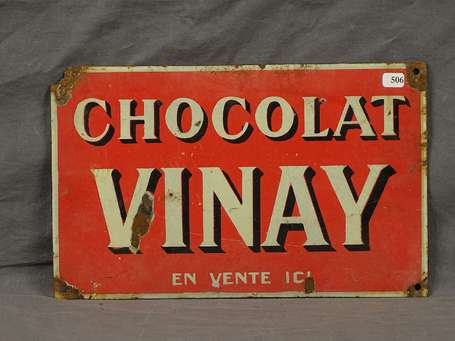 506
CHOCOLAT
VINAY
EN VENTE ICI